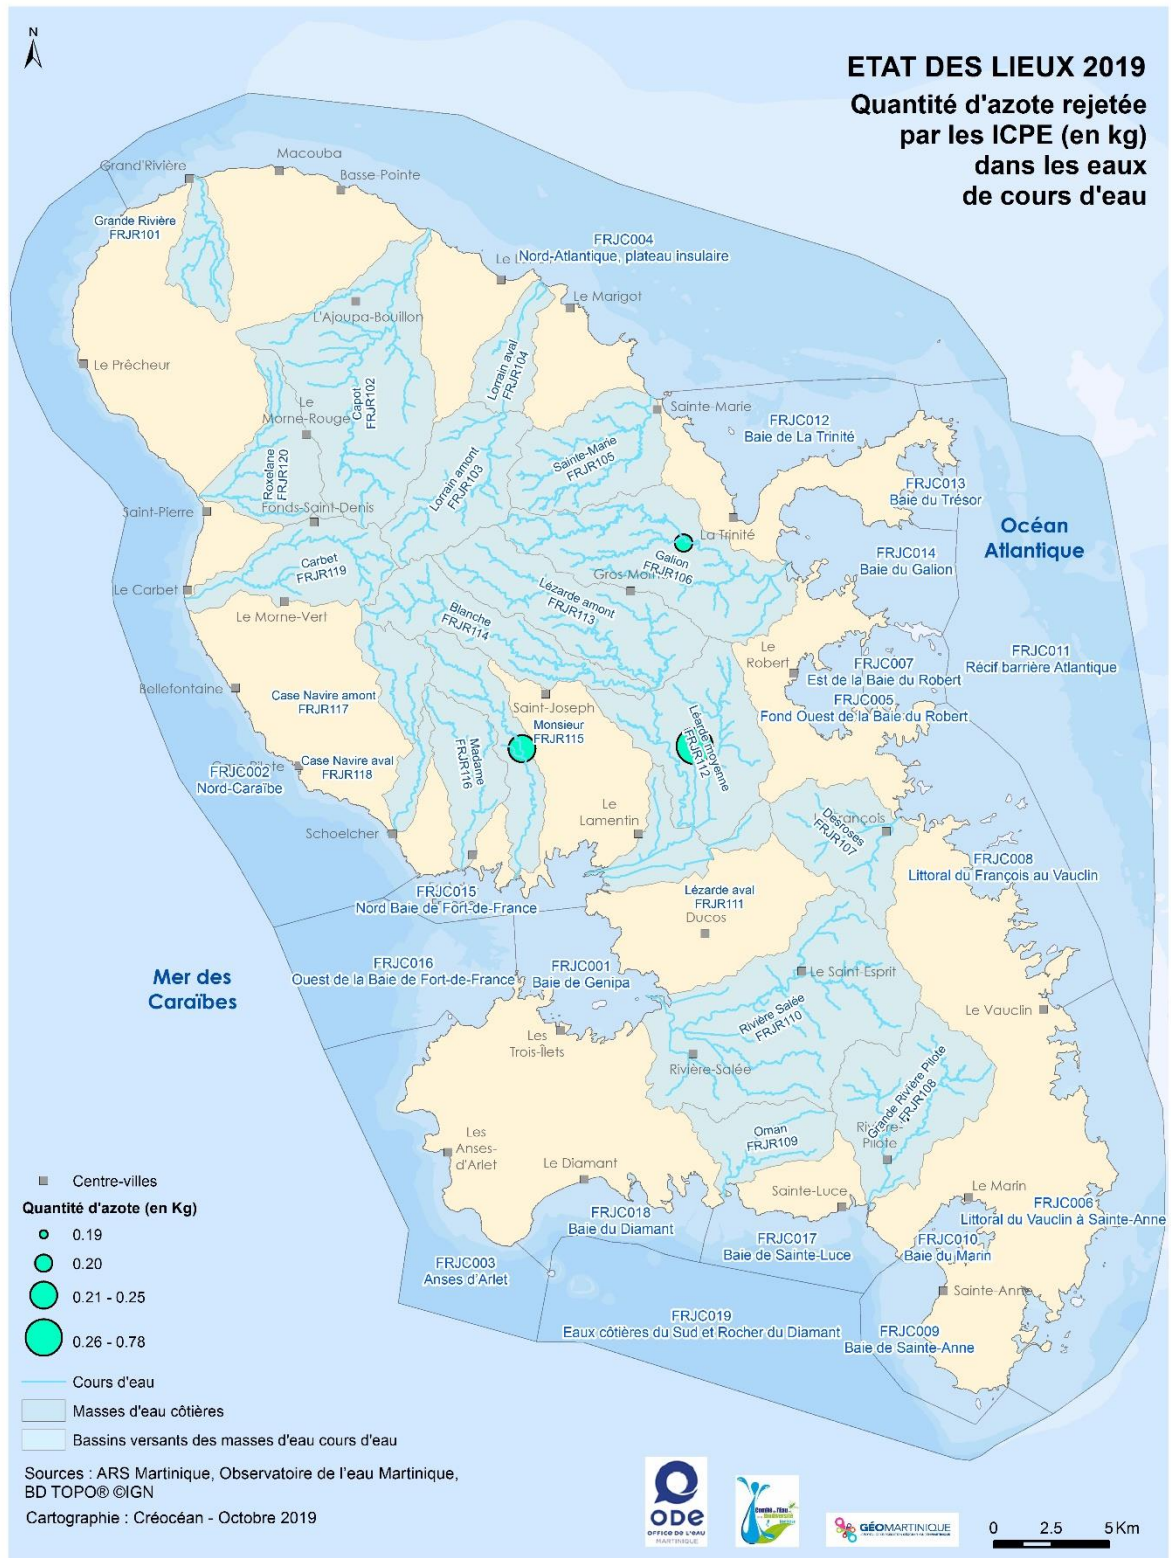 N
ETAT DES LIEUX 2019
Quantité d'azote rejetée
par les ICPE (en kg)
dans les eaux
de cours d'eau
Grand'Rivière
Macouba
Basse-Pointe
Grande Rivière
FRJR101
FRJC004
Nord-Atlantique, plateau insulaire
Le L
Le Marigot
L'Ajoupa-Bouillon
Le Prêcheur
Lorrain aval
FRJR104
Le
Morne-Rouge
Capot
FRJR102
Sainte-Marie
FRJC012
Baie de La Trinité
Roxelane
FRJR120
Lorrain amont
FRJR103
Sainte-Marie
FRJR105
FRJC013
Baie du Trésor
Saint-Pierre
Fonds-Saint-Denis
La Trinité
Océan
Atlantique
FRJC014
Baie du Galion
Carbet
FRJR119
Galion
FRJR106
Gros-Morn
Le Carbet
Le Morne-Vert
Lézarde amont
FRJR113
Blanche
FRJR114
Le
Robert
FRJC007
Est de la Baie du Robert
FRJC011
Récif barrière Atlantique
Bellefontaine
Case Navire amont
FRJR117
Saint-Joseph
Monsieur
FRJR115
FRJC005
Fond Ouest de la Baie du Robert
Léarde moyenne
FRJR112
Madame
FRJR116
Case Navire aval
FRJR118
FRJC002
Nord-Caraïbe
Schoelcher
Le
Lamentin
Desroses
FRJR107
François
FRJC008
Littoral du François au Vauclin
FRJC015
Nord Baie de Fort-de-France
Lézarde aval
FRJR111
Ducos
FRJC016
Ouest de la Baie de Fort-de-France
FRJC001
Baie de Genipa
Mer des
Caraïbes
Le Saint Esprit
Rivière Salée
FRJR110
Le Vauclin
Les
Trois-Îlets
Rivière-Salée
Grande Rivière Pilote
FRJR108
Rivière-
Pilote
Oman
FRJR109
Les
Anses-
d'Arlet
Le Diamant
Sainte-Luce
Le Marin
FRJC006
Littoral du Vauclin à Sainte-Anne
FRJC018
Baie du Diamant
FRJC017
Baie de Sainte-Luce
FRJC010
Baie du Marin
FRJC003
Anses d'Arlet
Sainte-Anne
FRJC019
Eaux côtières du Sud et Rocher du Diamant
FRJC009
Baie de Sainte-Anne
Centre-villes
Quantité d'azote (en Kg)
0.19
0.20
0.21 - 0.25
0.26 - 0.78
Cours d'eau
Masses d'eau côtières
Bassins versants des masses d'eau cours d'eau
Sources : ARS Martinique, Observatoire de l'eau Martinique,
BD TOPO® ©IGN
Cartographie : Créocéan - Octobre 2019
ODE
OFFICE DE L'EAU
MARTINIQUE
GÉOMARTINIQUE
0 2.5 5 Km